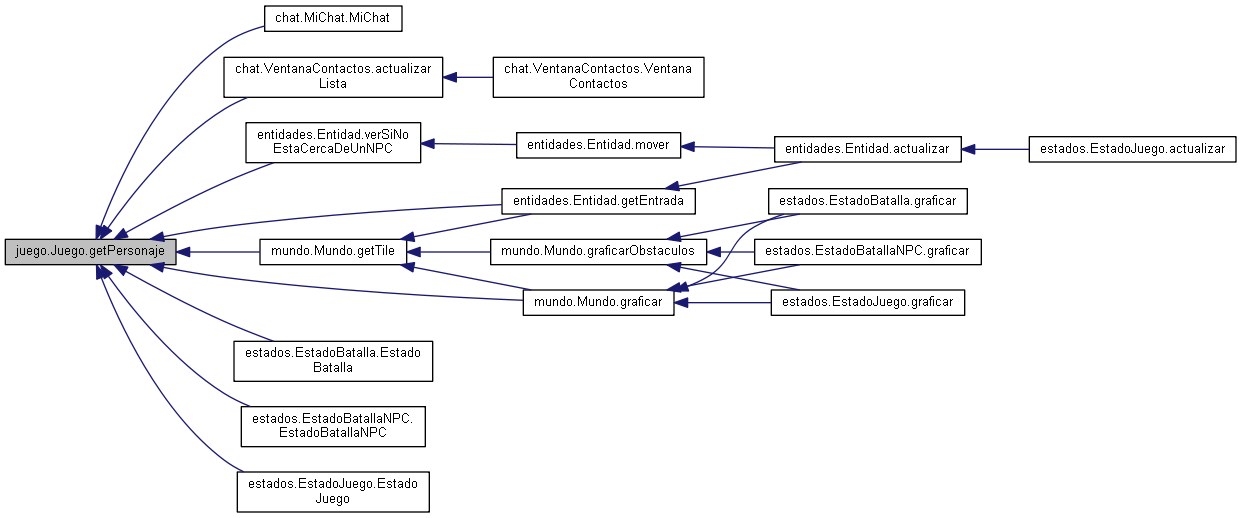 chat.MiChat.MiChat
chat.VentanaContactos.actualizar
Lista
chat.VentanaContactos.Ventana
Contactos
entidades.Entidad.verSiNo
EstaCercaDeUnNPC
entidades.Entidad.mover
entidades.Entidad.actualizar
estados.EstadoJuego.actualizar
entidades.Entidad.getEntrada
estados.EstadoBatalla.graficar
juego.Juego.getPersonaje
mundo.Mundo.getTile
mundo.Mundo.graficarObstaculos
estados.EstadoBatallaNPC.graficar
mundo.Mundo.graficar
estados.EstadoJuego.graficar
estados.EstadoBatalla.Estado
Batalla
estados.EstadoBatallaNPC.
EstadoBatallaNPC
estados.EstadoJuego.Estado
Juego